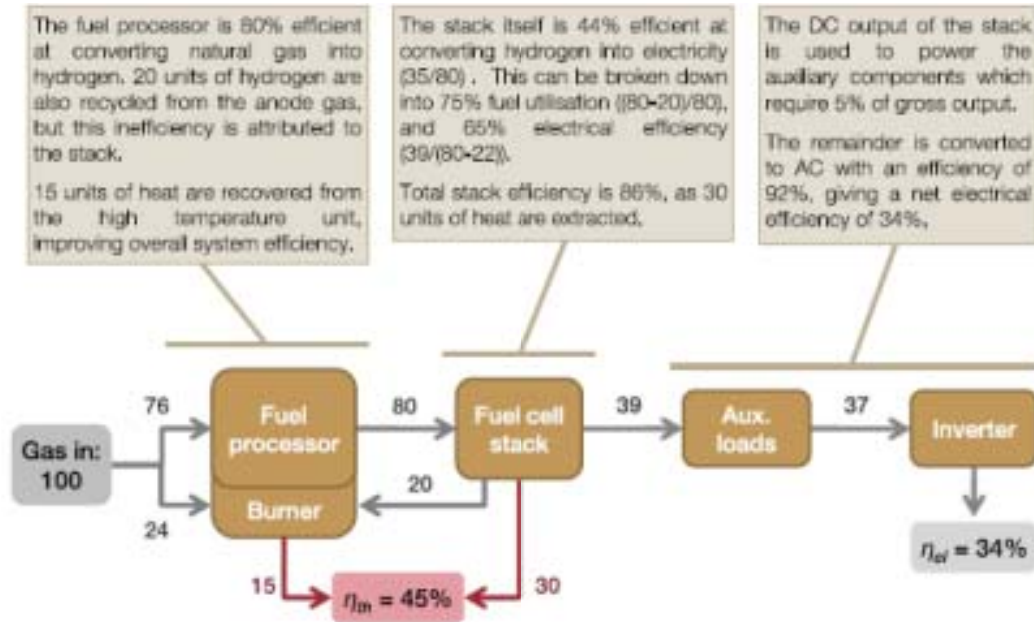 The fuel processor is 80% efficient
at converting natural gas into
hydrogen. 20 units of hydrogen are
also recycled from the anode gas,
but this inefficiency is attributed to
the stack.
15 units of heat are recovered from
the high temperature unit,
improving overall system efficiency.
The stack itself is 44% efficient at
converting hydrogen into electricity
(35/80) . This can be broken down
into 75% fuel utilisation ((80-20)/80),
and 65% electrical efficiency
(39/(80-22)).
Total stack efficiency is 86%, as 30
units of heat are extracted.
The DC output of the stack
is used to power the
auxiliary components which
require 5% of gross output.
The remainder is converted
to AC with an efficiency of
92%, giving a net electrical
efficiency of 34%.
Gas in:
100
76
24
Fuel
processor
Burner
80
20
Fuel cell
stack
39
Aux.
loads
37
Inverter
15
ηth = 45%
30
ηel = 34%